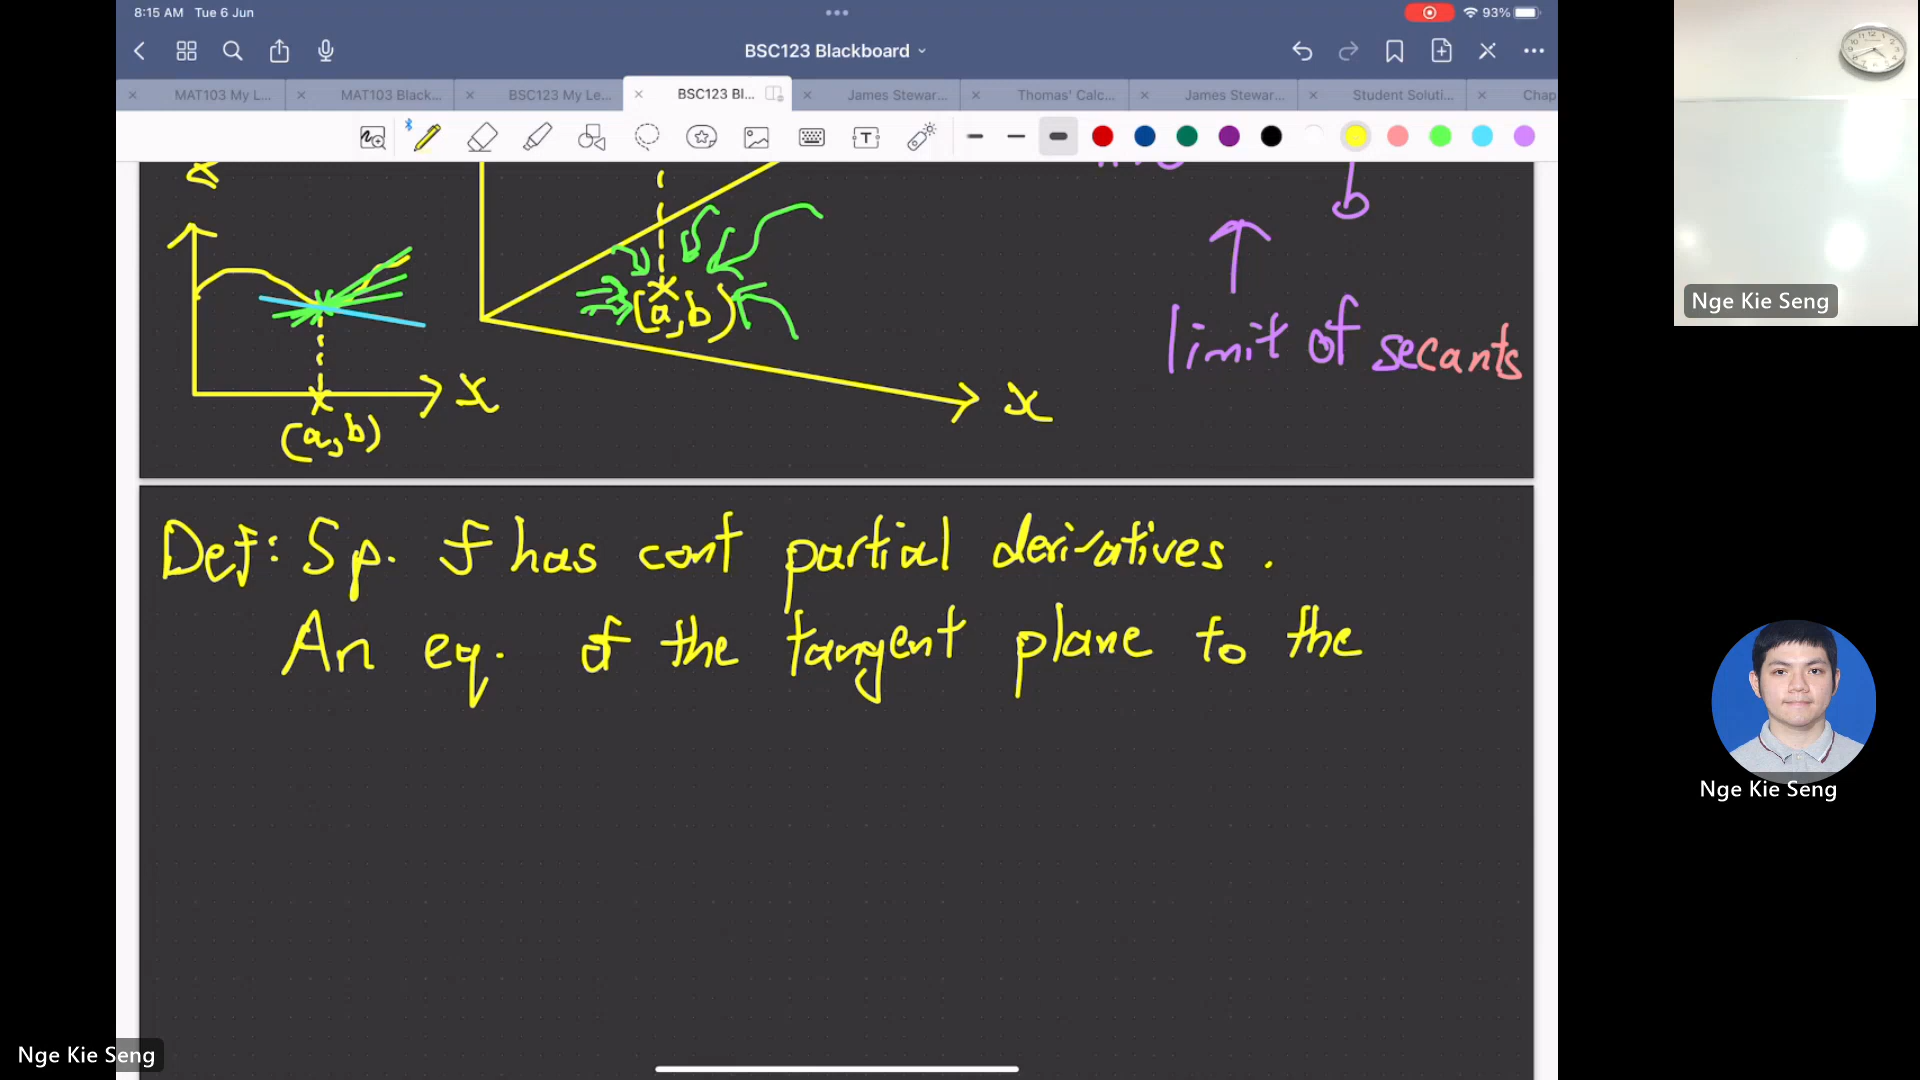 8:15 AM Tue 6 Jun
93%
BSC123 Blackboard
MAT103 My L...
MAT103 Black...
BSC123 My Le...
BSC123 Bl...
James Stewar...
Thomas' Calc...
James Stewar...
Student Soluti...
Chap
T
b
(a,b)
x
(a,b)
x
limit of secants
Def: Sp. f has cont partial derivatives.
An eq. of the tangent plane to the
Nge Kie Seng
Nge Kie Seng
Nge Kie Seng